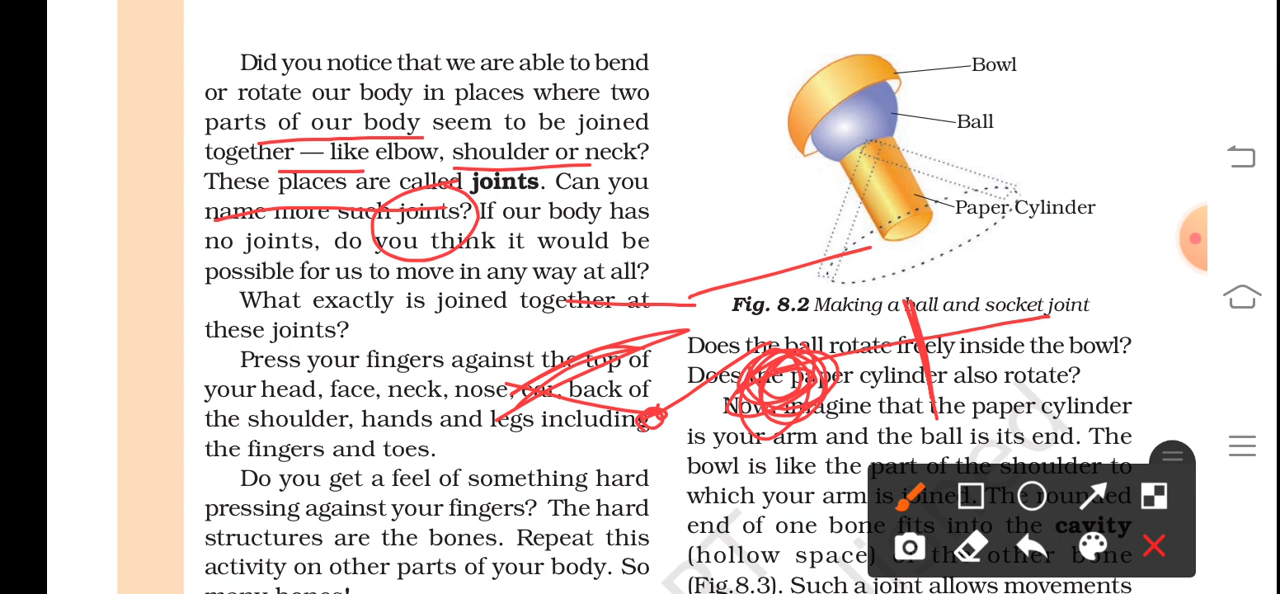 Did you notice that we are able to bend
or rotate our body in places where two
parts of our body seem to be joined
together — like elbow, shoulder or neck?
These places are called joints. Can you
name more such joints? If our body has
no joints, do you think it would be
possible for us to move in any way at all?
What exactly is joined together at
these joints?
Press your fingers against the top of
your head, face, neck, nose, ear, back of
the shoulder, hands and legs including
the fingers and toes.
Do you get a feel of something hard
pressing against your fingers? The hard
structures are the bones. Repeat this
activity on other parts of your body. So
many bones!
Bowl
Ball
Paper Cylinder
Fig. 8.2 Making a ball and socket joint
Does the ball rotate freely inside the bowl?
Does the paper cylinder also rotate?
Now, imagine that the paper cylinder
is your arm and the ball is its end. The
bowl is like the part of the shoulder to
which your arm is joined. The rounded
end of one bone fits into the cavity
(hollow space) of the other bone
(Fig.8.3). Such a joint allows movements